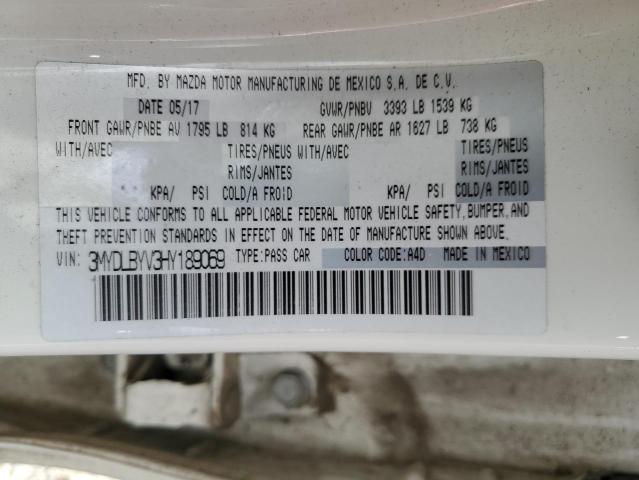 MFD. BY MAZDA MOTOR MANUFACTURING DE MEXICO S.A. DE C.V.
DATE 05/17 GVWR/PNBV 3393 LB 1539 KG
FRONT GAWR/PNBE AV 1795 LB 814 KG REAR GAWR/PNBE AR 1627 LB 738 KG
WITH/AVEC TIRES/PNEUS WITH/AVEC TIRES/PNEUS
RIMS/JANTES RIMS/JANTES
KPA/ PSI COLD/A FROID KPA/ PSI COLD/A FROID
THIS VEHICLE CONFORMS TO ALL APPLICABLE FEDERAL MOTOR VEHICLE SAFETY,BUMPER,AND
THEFT PREVENTION STANDARDS IN EFFECT ON THE DATE OF MANUFACTURE SHOWN ABOVE.
VIN: 3MYDLBYV3HY189069 TYPE:PASS CAR COLOR CODE:A4D MADE IN MEXICO